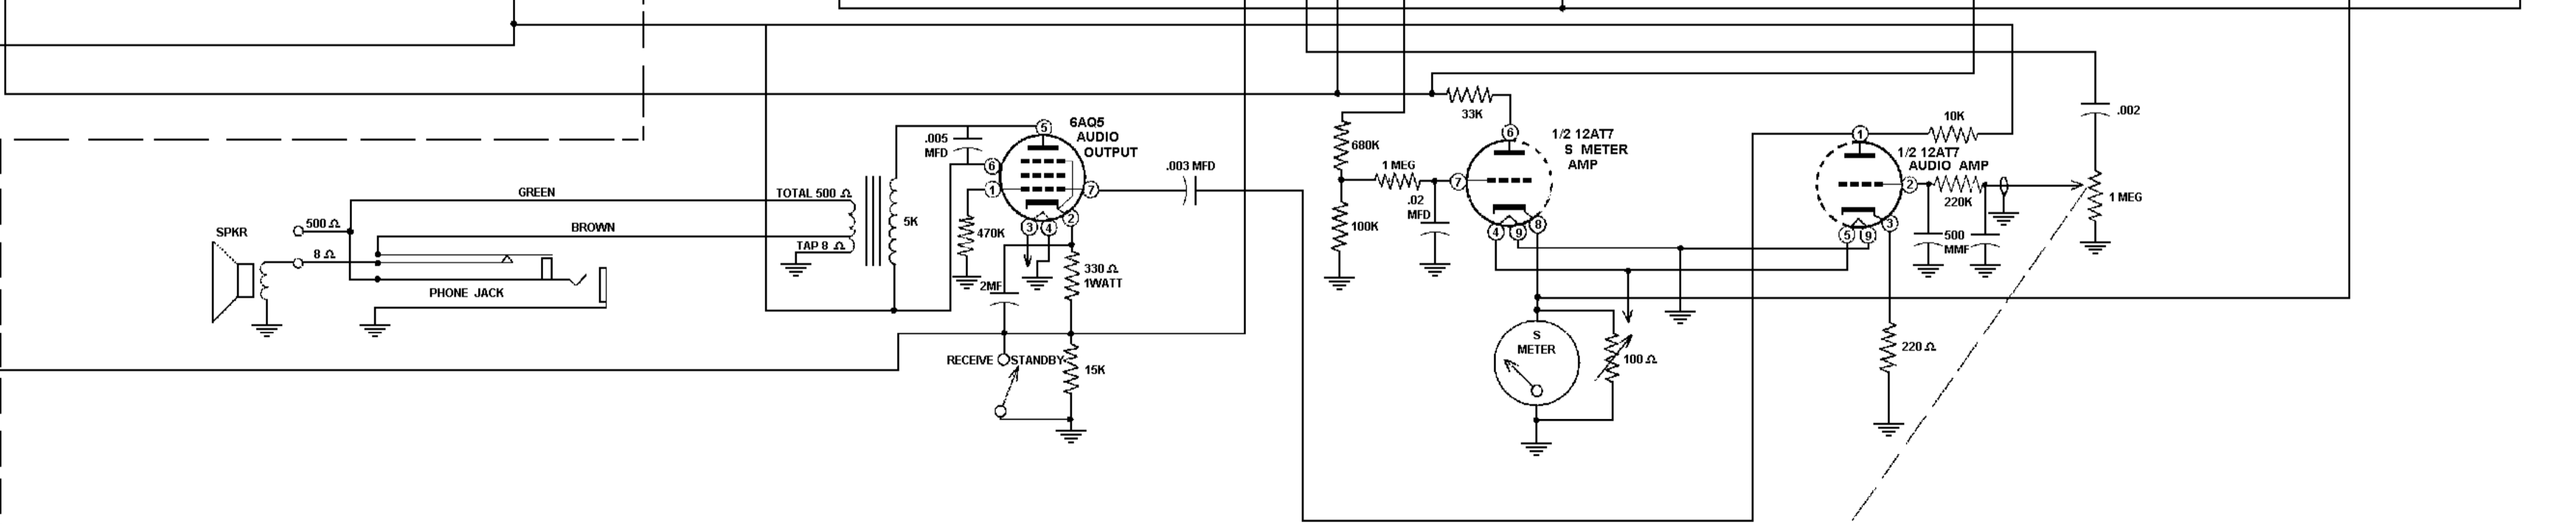 SPKR
500 Ω
8 Ω
GREEN
BROWN
PHONE JACK
TOTAL 500 Ω
TAP 8 Ω
5K
.005
MFD
6AQ5
AUDIO
OUTPUT
5
6
1
7
3
4
2
470K
2MF
330 Ω
1WATT
RECEIVE
STANDBY
15K
.003 MFD
680K
100K
1 MEG
.02
MFD
33K
6
7
4
9
8
1/2 12AT7
S METER
AMP
S
METER
100 Ω
1
2
5
9
3
10K
1/2 12AT7
AUDIO AMP
220K
500
MMF
220 Ω
.002
1 MEG